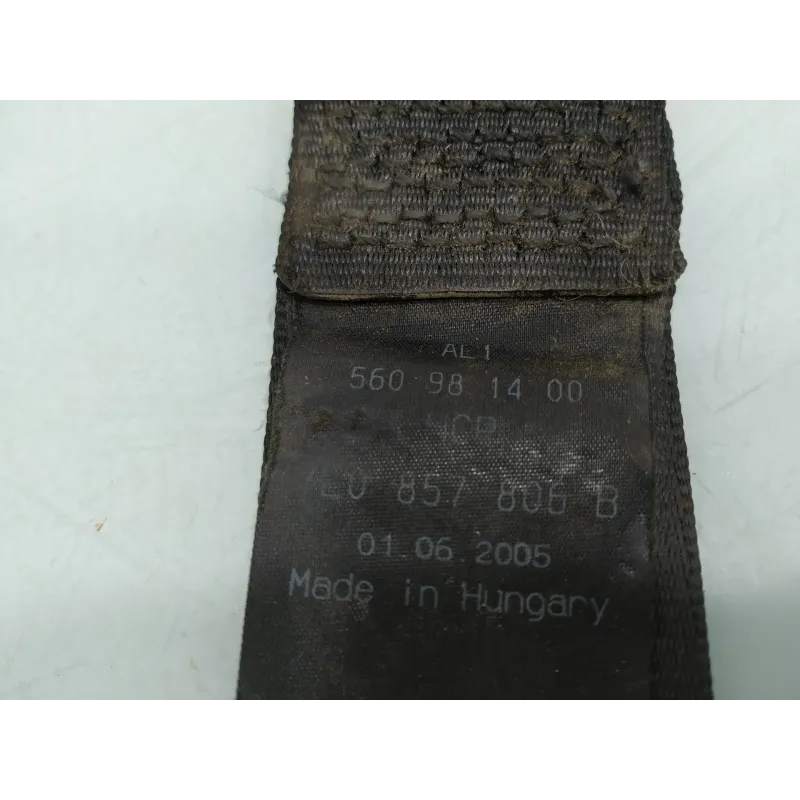 AL1
560 98 14 00
857 806 B
01.06.2005
Made in Hungary